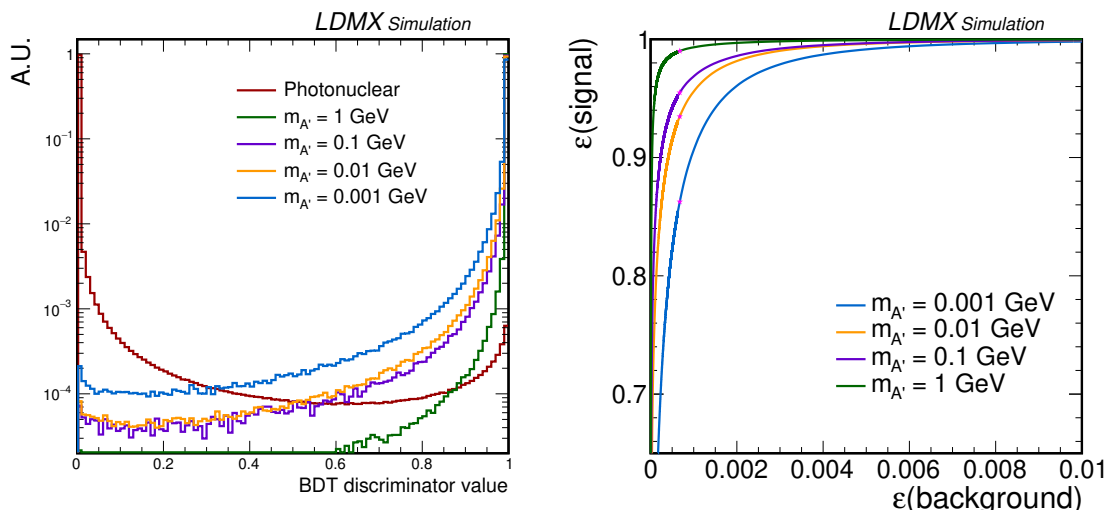 LDMX Simulation
A.U.
1
10⁻¹
10⁻²
10⁻³
10⁻⁴
Photonuclear
m_A' = 1 GeV
m_A' = 0.1 GeV
m_A' = 0.01 GeV
m_A' = 0.001 GeV
0 0.2 0.4 0.6 0.8 1
BDT discriminator value
LDMX Simulation
ε(signal)
1
0.9
0.8
0.7
m_A' = 0.001 GeV
m_A' = 0.01 GeV
m_A' = 0.1 GeV
m_A' = 1 GeV
0 0.002 0.004 0.006 0.008 0.01
ε(background)